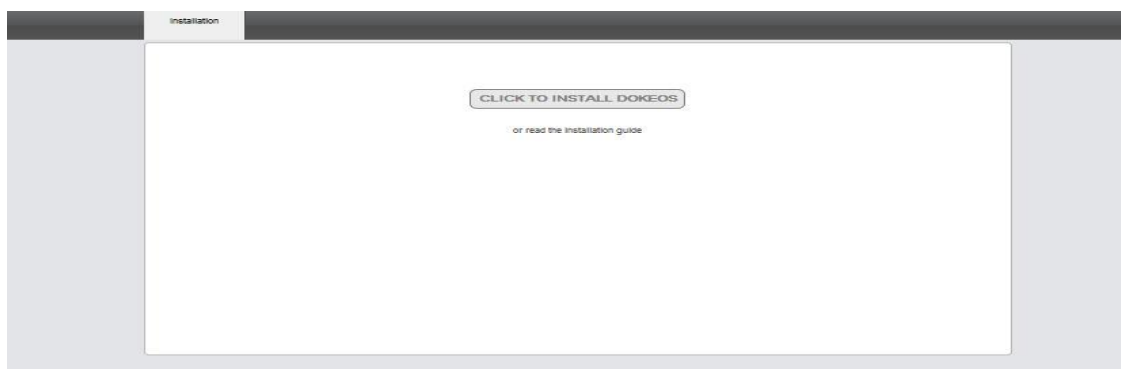 Installation
CLICK TO INSTALL DOKEOS
or read the installation guide